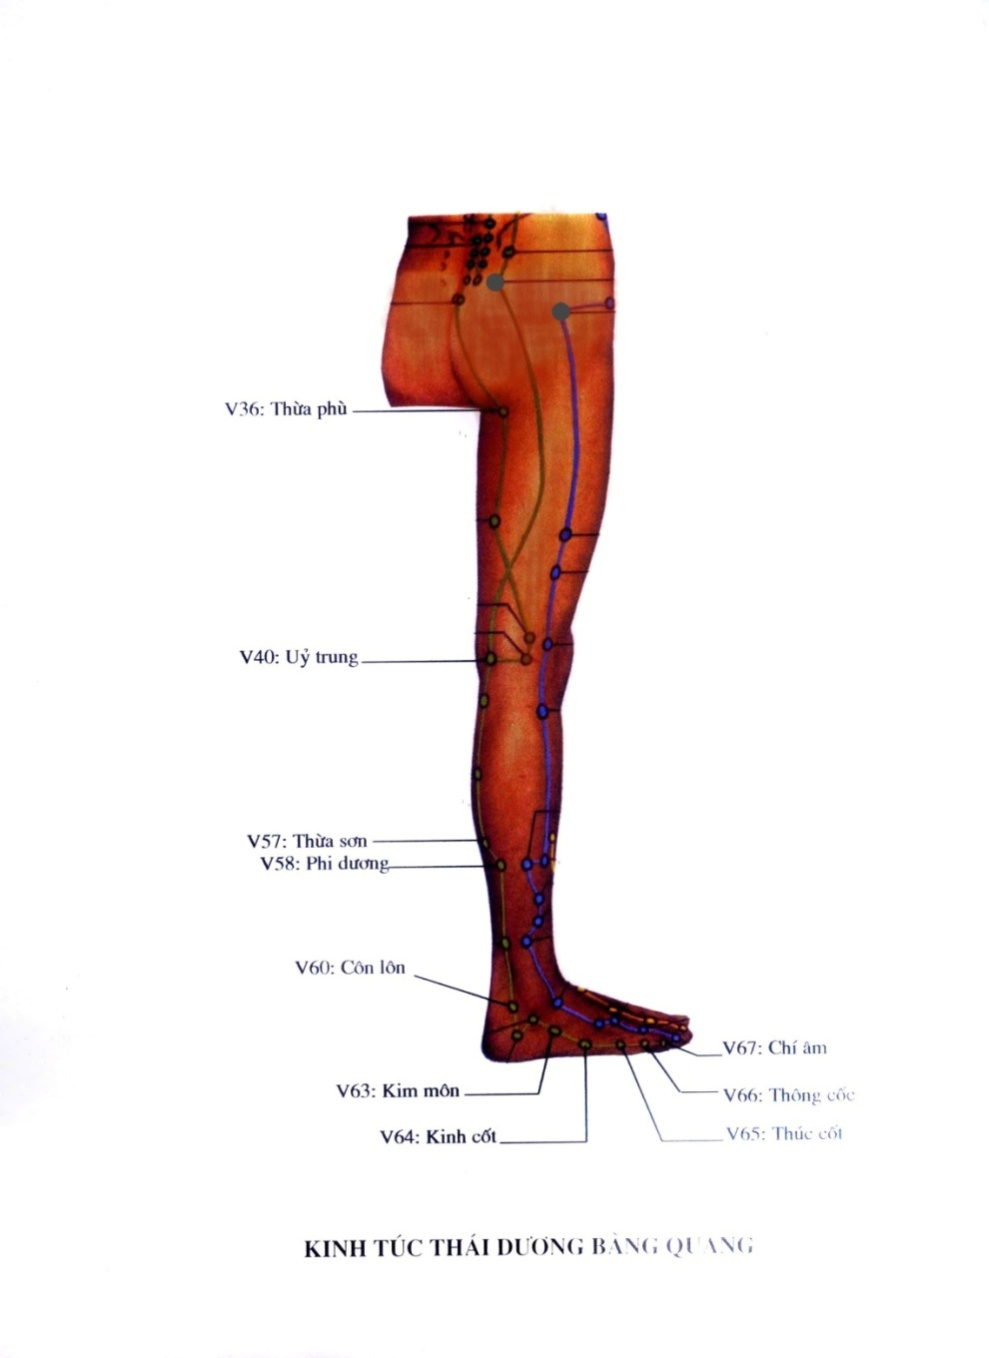 V36: Thừa phù
V40: Uỷ trung
V57: Thừa sơn
V58: Phi dương
V60: Côn lôn
V67: Chí âm
V63: Kim môn
V66: Thông cốc
V64: Kinh cốt
V65: Thúc cốt
KINH TÚC THÁI DƯƠNG BÀNG QUANG